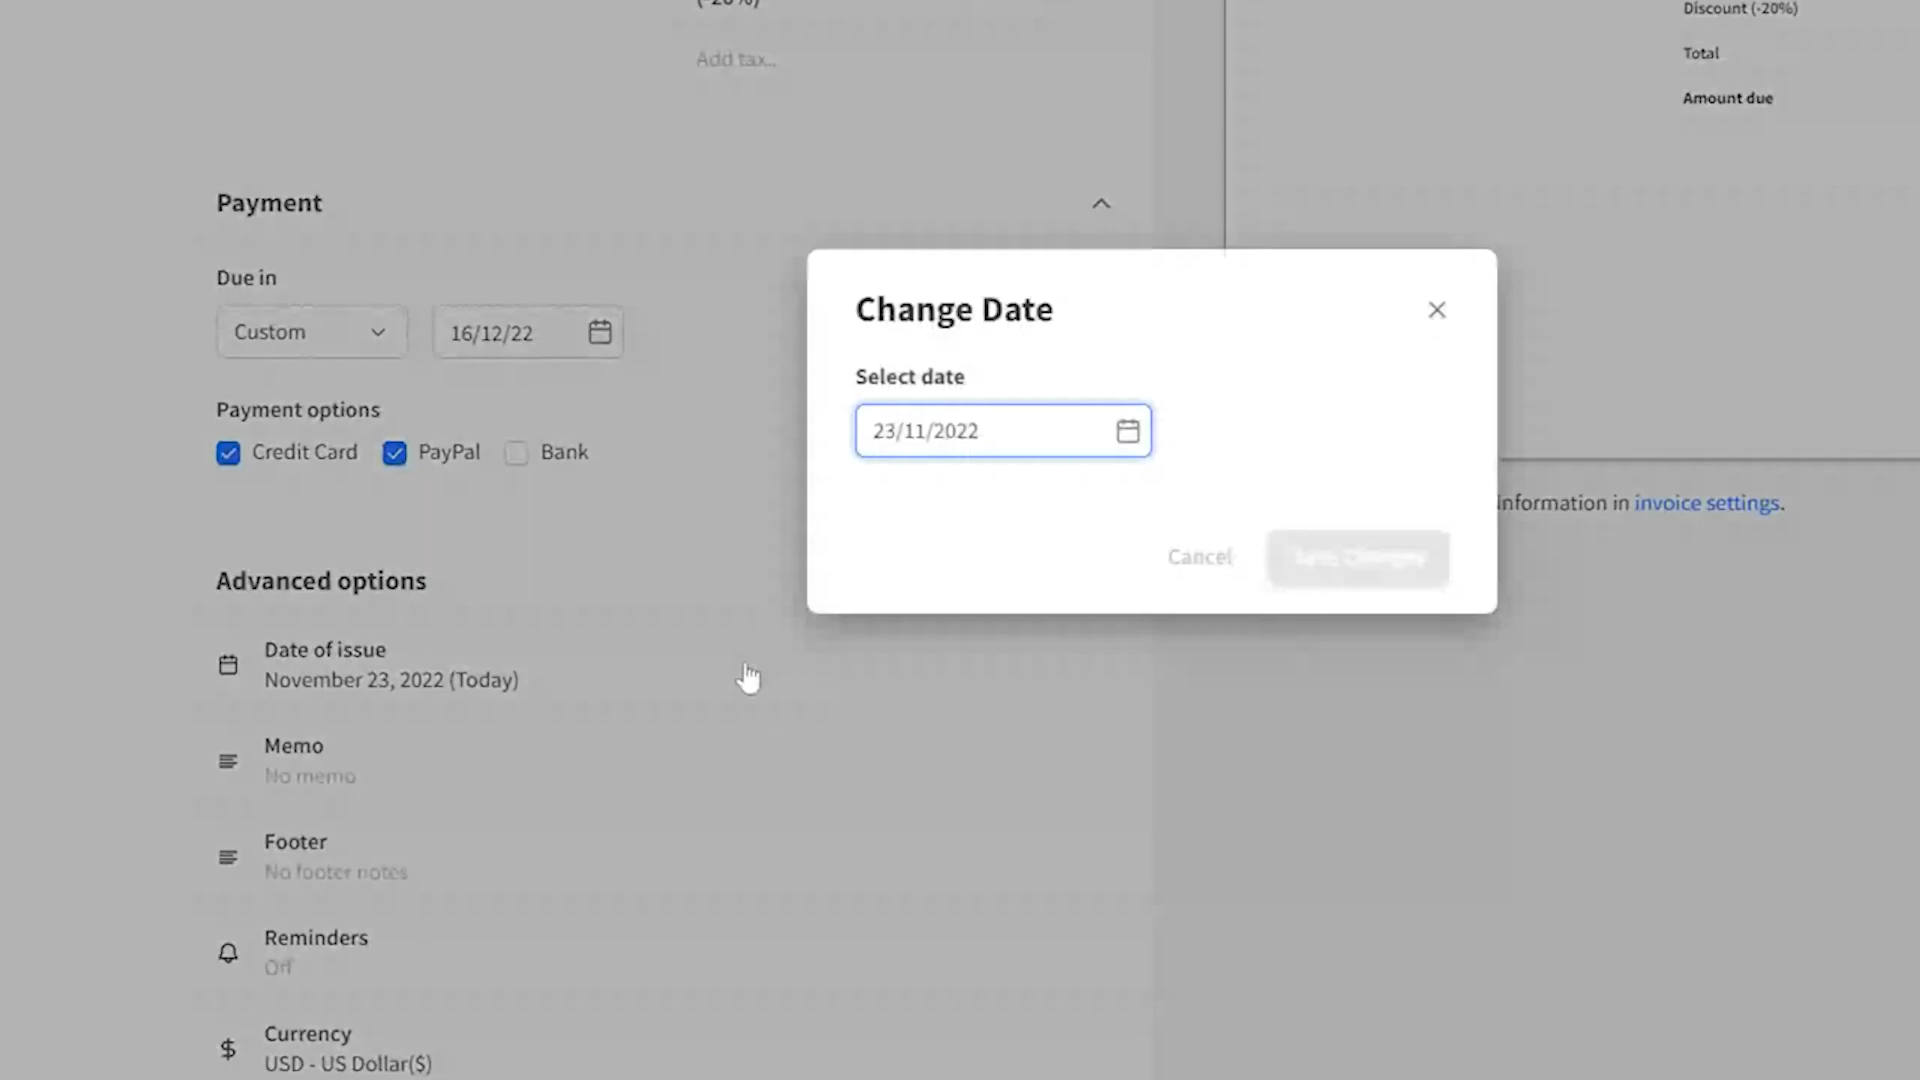 Add tax...
Discount (-20%)
Total
Amount due
Payment
Due in
Custom
16/12/22
Payment options
Credit Card
PayPal
Bank
Change Date
Select date
23/11/2022
Cancel
Save Changes
information in invoice settings.
Advanced options
Date of issue
November 23, 2022 (Today)
Memo
No memo
Footer
No footer notes
Reminders
Off
Currency
USD - US Dollar($)